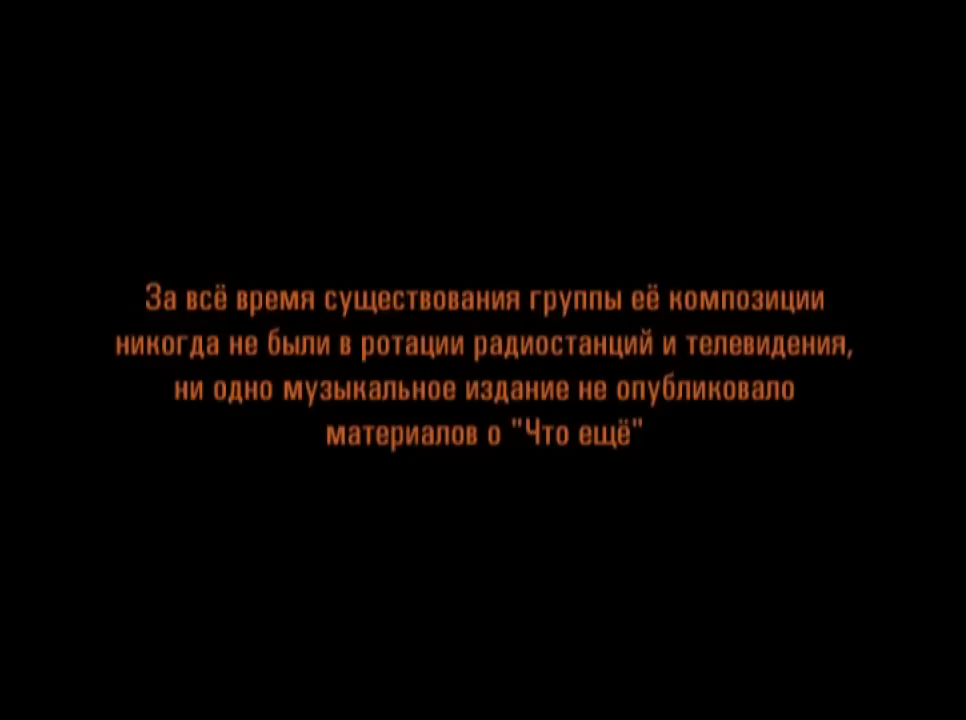 За всё время существования группы её композиции
никогда не были в ротации радиостанций и телевидения,
ни одно музыкальное издание не опубликовало
материалов о "Что ещё"